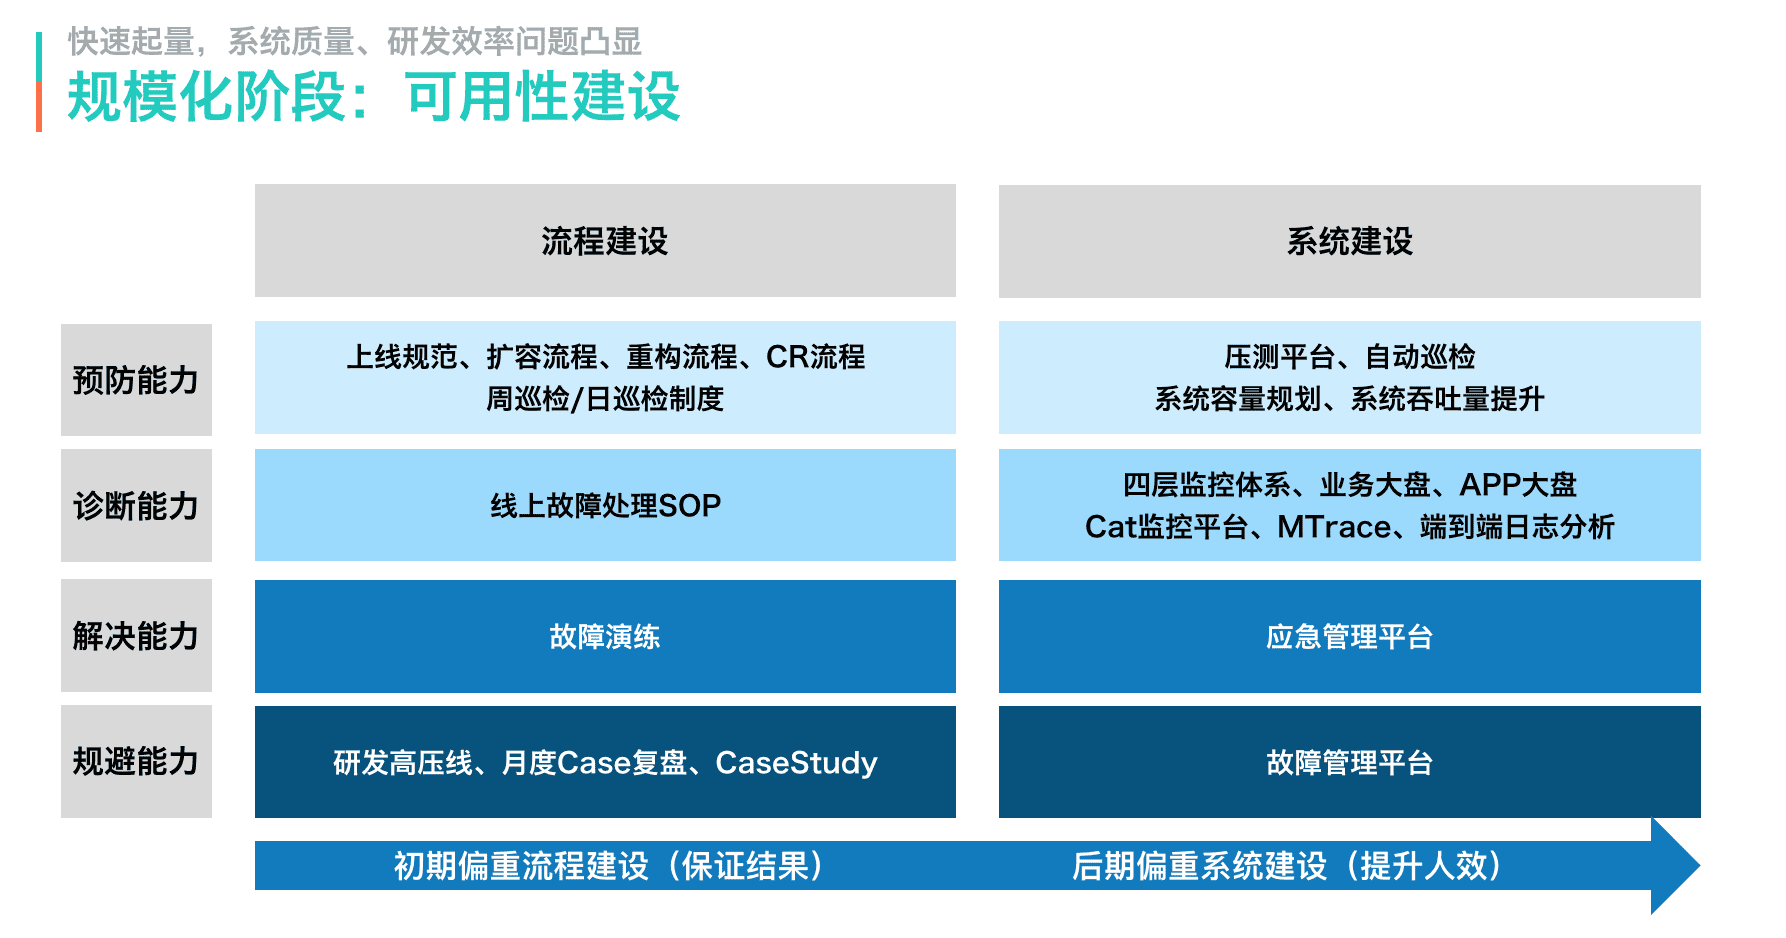 快速起量，系统质量、研发效率问题凸显
规模化阶段：可用性建设
流程建设
系统建设
预防能力
上线规范、扩容流程、重构流程、CR流程
周巡检/日巡检制度
压测平台、自动巡检
系统容量规划、系统吞吐量提升
诊断能力
线上故障处理SOP
四层监控体系、业务大盘、APP大盘
Cat监控平台、MTrace、端到端日志分析
解决能力
故障演练
应急管理平台
规避能力
研发高压线、月度Case复盘、CaseStudy
故障管理平台
初期偏重流程建设（保证结果）
后期偏重系统建设（提升人效）